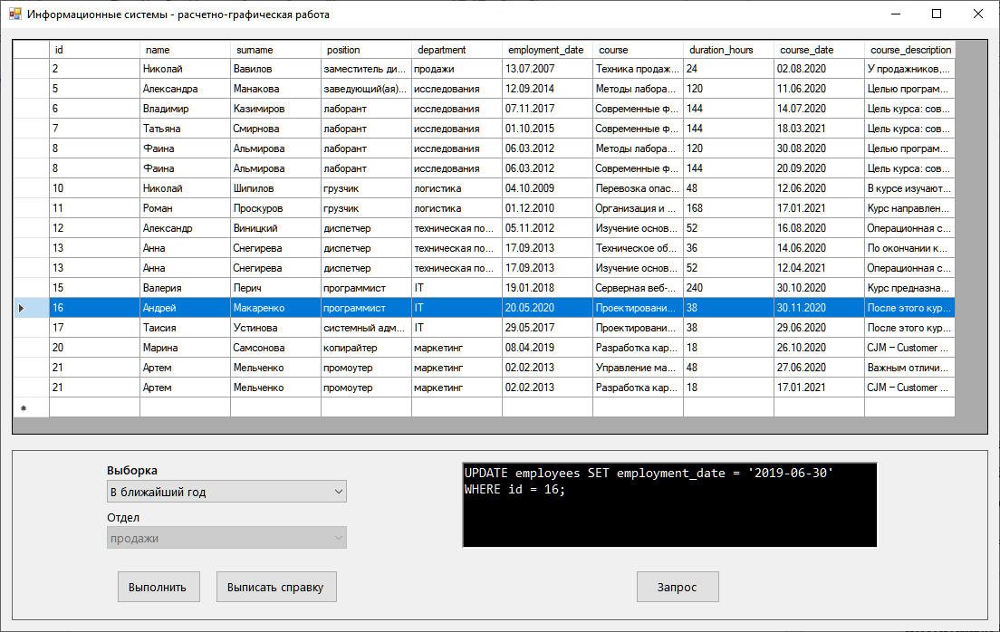 Информационные системы - расчетно-графическая работа
id name surname position department employment_date course duration_hours course_date course_description
2 Николай Вавилов заместитель ди... продажи 13.07.2007 Техника продаж... 24 02.08.2020 У продажников,...
5 Александра Манакова заведующий(ая)... исследования 12.09.2014 Методы лабора... 120 11.06.2020 Целью програм...
6 Владимир Казимиров лаборант исследования 07.11.2017 Современные ф... 144 14.07.2020 Цель курса: сов...
7 Татьяна Смирнова лаборант исследования 01.10.2015 Современные ф... 144 18.03.2021 Цель курса: сов...
8 Фаина Альмирова лаборант исследования 06.03.2012 Методы лабора... 120 30.08.2020 Целью програм...
8 Фаина Альмирова лаборант исследования 06.03.2012 Современные ф... 144 20.09.2020 Цель курса: сов...
10 Николай Шипилов грузчик логистика 04.10.2009 Перевозка опас... 48 12.06.2020 В курсе изучают...
11 Роман Проскуров грузчик логистика 01.12.2010 Организация и ... 168 17.01.2021 Курс направлен...
12 Александр Виницкий диспетчер техническая по... 05.11.2012 Изучение основ... 52 16.08.2020 Операционная с...
13 Анна Снегирева диспетчер техническая по... 17.09.2013 Техническое об... 36 14.06.2020 По окончании к...
13 Анна Снегирева диспетчер техническая по... 17.09.2013 Изучение основ... 52 12.04.2021 Операционная с...
15 Валерия Перич программист IT 19.01.2018 Серверная веб-... 240 30.10.2020 Курс предназна...
16 Андрей Макаренко программист IT 20.05.2020 Проектировани... 38 30.11.2020 После этого кур...
17 Таисия Устинова системный адм... IT 29.05.2017 Проектировани... 38 29.06.2020 После этого кур...
20 Марина Самсонова копирайтер маркетинг 08.04.2019 Разработка кар... 18 26.10.2020 CJM – Customer ...
21 Артем Мельченко промоутер маркетинг 02.02.2013 Управление ма... 48 27.06.2020 Важным отличи...
21 Артем Мельченко промоутер маркетинг 02.02.2013 Разработка кар... 18 17.01.2021 CJM – Customer ...
Выборка
В ближайший год
Отдел
продажи
Выполнить Выписать справку
UPDATE employees SET employment_date = '2019-06-30'
WHERE id = 16;
Запрос